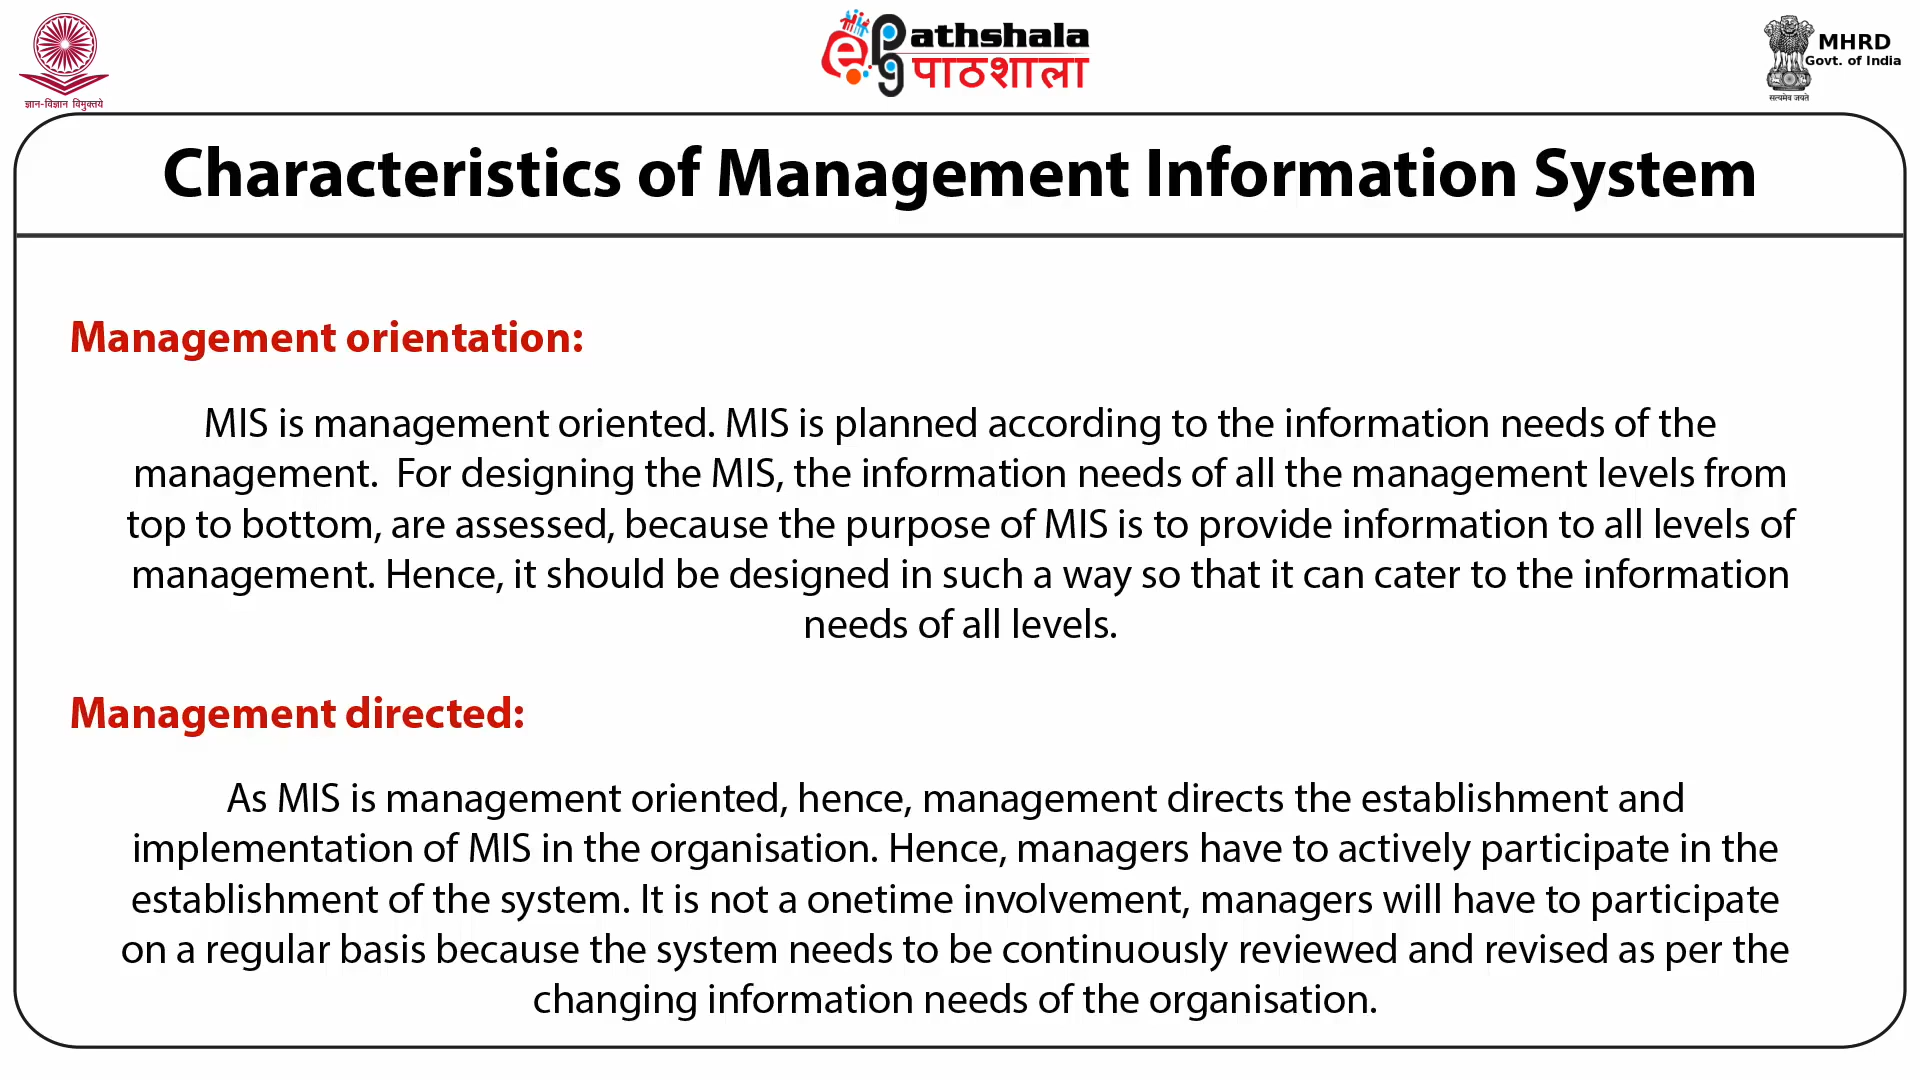 ज्ञान-विज्ञान विमुक्तये
ePathshala
पाठशाला
MHRD
Govt. of India
सत्यमेव जयते
Characteristics of Management Information System
Management orientation:
MIS is management oriented. MIS is planned according to the information needs of the
management.  For designing the MIS, the information needs of all the management levels from
top to bottom, are assessed, because the purpose of MIS is to provide information to all levels of
management. Hence, it should be designed in such a way so that it can cater to the information
needs of all levels.
Management directed:
As MIS is management oriented, hence, management directs the establishment and
implementation of MIS in the organisation. Hence, managers have to actively participate in the
establishment of the system. It is not a onetime involvement, managers will have to participate
on a regular basis because the system needs to be continuously reviewed and revised as per the
changing information needs of the organisation.